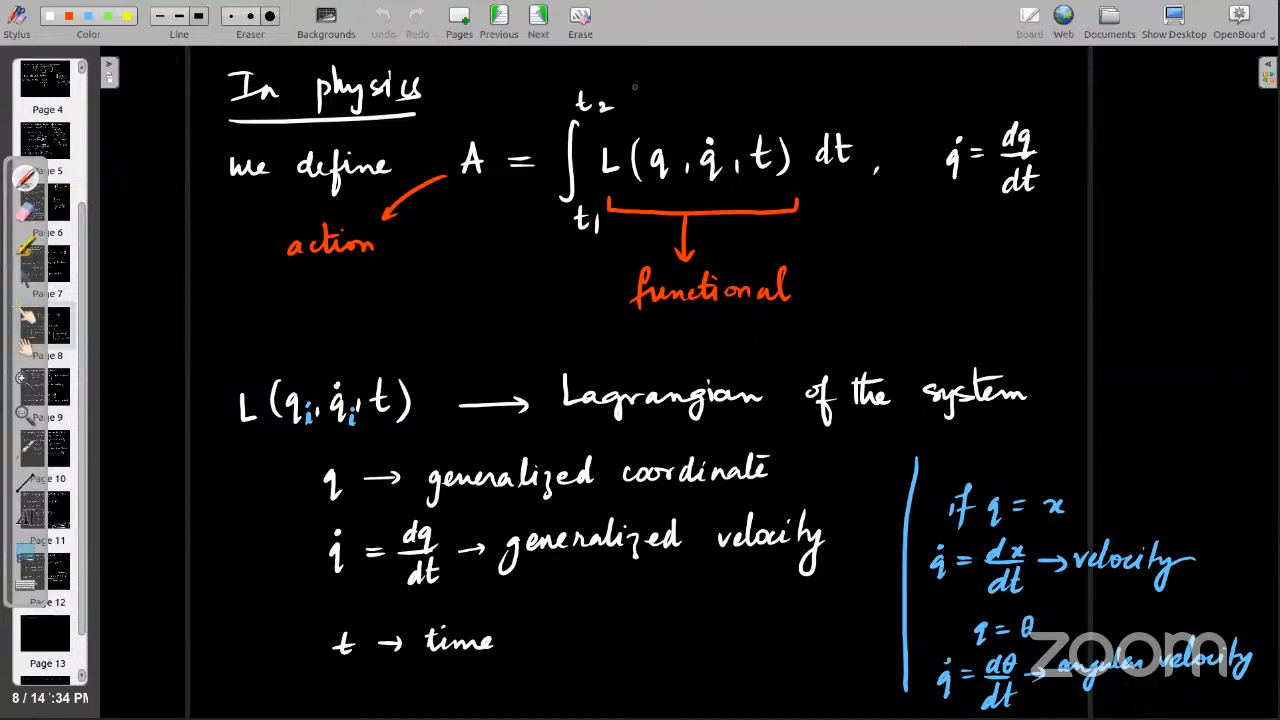 Stylus Color Line Eraser Backgrounds Undo Redo Pages Previous Next Erase Board Web Documents Show Desktop OpenBoard
Page 4
Page 5
Page 6
Page 7
Page 8
Page 9
Page 10
Page 11
Page 12
Page 13
In physics
We define A = ∫_{t1}^{t2} L(q, q̇, t) dt, q̇ = dq/dt
action
functional
L(q_i, q̇_i, t) → Lagrangian of the system
q → generalized coordinate
q̇ = dq/dt → generalized velocity
t → time
if q = x
q̇ = dx/dt → velocity
q = θ
q̇ = dθ/dt → angular velocity
zoom